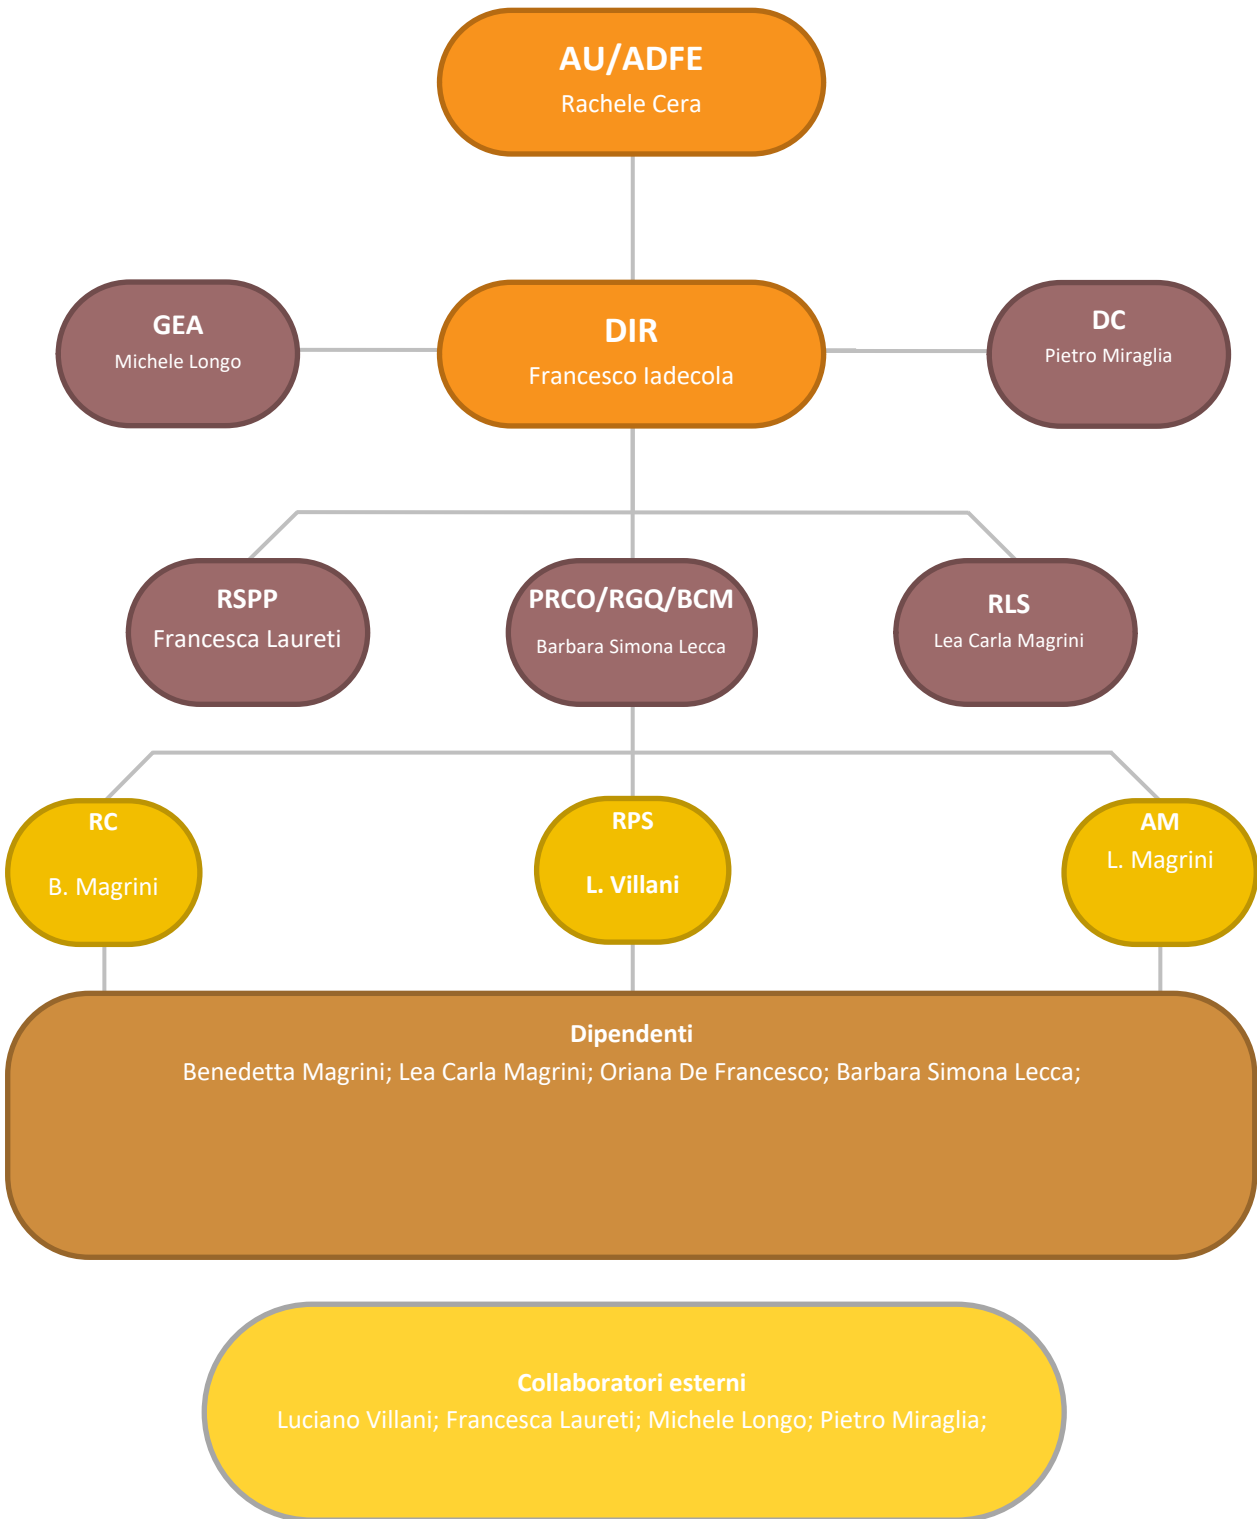 AU/ADFE
Rachele Cera
GEA
Michele Longo
DIR
Francesco Iadecola
DC
Pietro Miraglia
RSPP
Francesca Laureti
PRCO/RGQ/BCM
Barbara Simona Lecca
RLS
Lea Carla Magrini
RC
B. Magrini
RPS
L. Villani
AM
L. Magrini
Dipendenti
Benedetta Magrini; Lea Carla Magrini; Oriana De Francesco; Barbara Simona Lecca;
Collaboratori esterni
Luciano Villani; Francesca Laureti; Michele Longo; Pietro Miraglia;